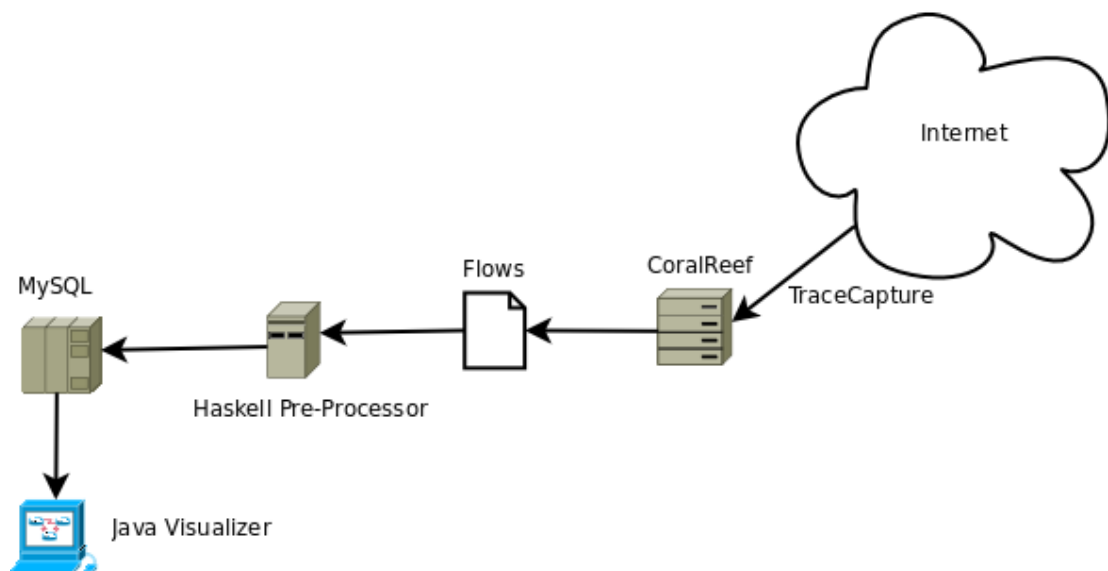 Internet
CoralReef
TraceCapture
Flows
MySQL
Haskell Pre-Processor
Java Visualizer